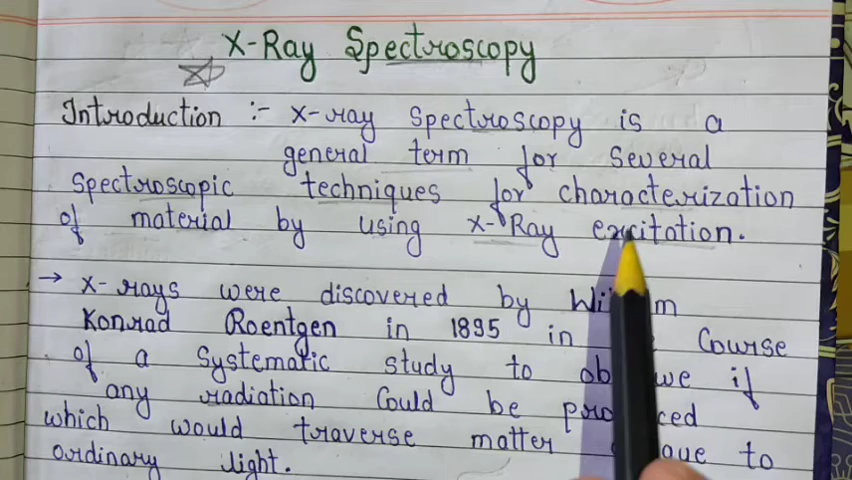 X-Ray Spectroscopy
Introduction :- X-ray Spectroscopy is a
general term for several
Spectroscopic techniques for characterization
of material by using X-Ray excitation.
→ X-rays were discovered by
Konrad Roentgen in 1895 in Course
of a Systematic study to if
any radiation Could be
which would traverse matter to
ordinary light.